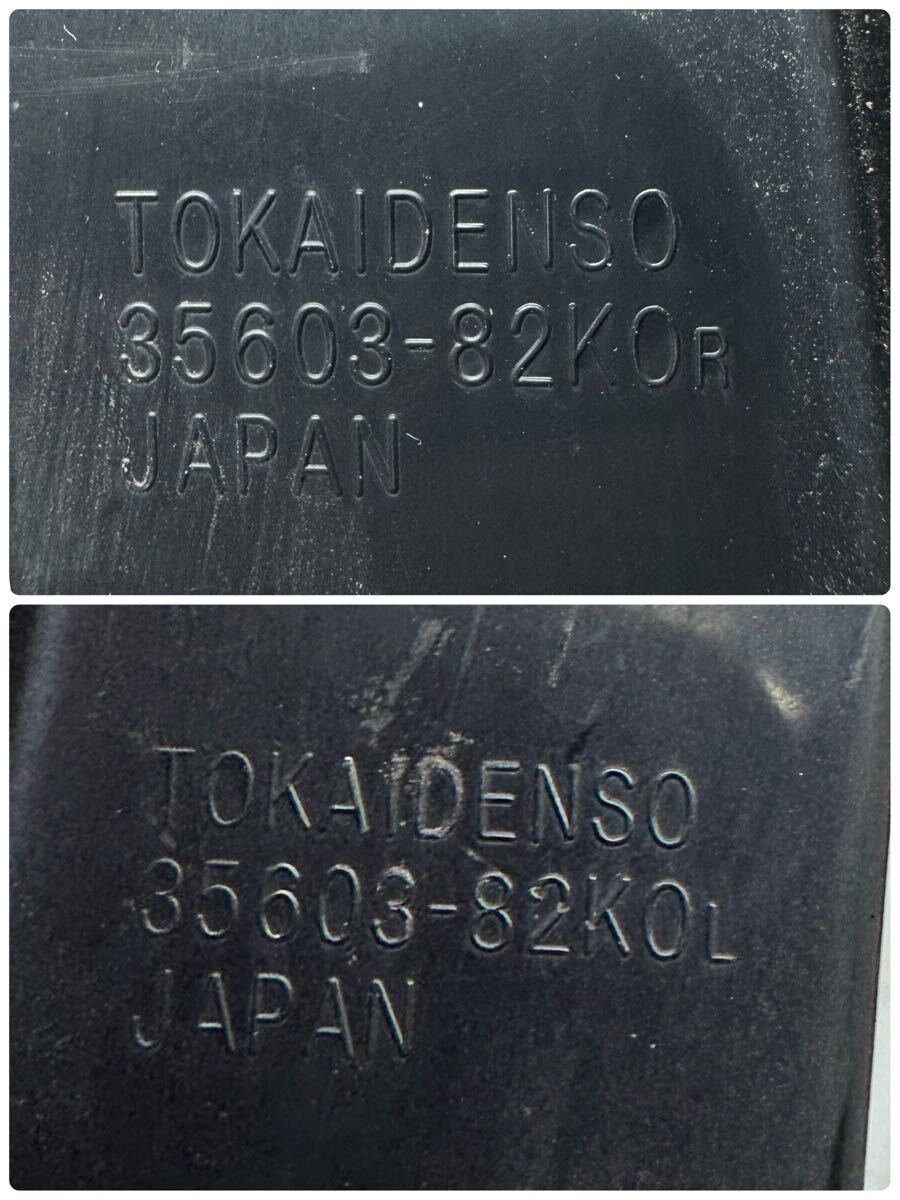 TOKAIDENSO
35603-82K0R
JAPAN
TOKAIDENSO
35603-82K0L
JAPAN